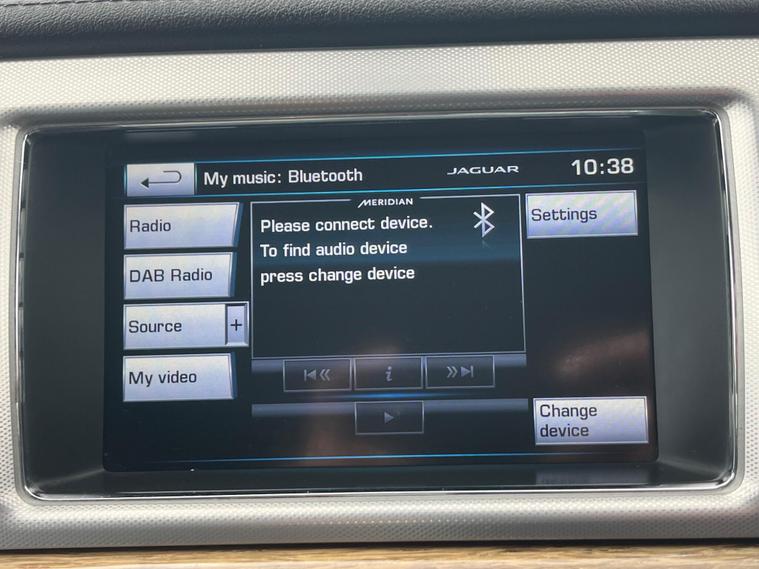 My music: Bluetooth
JAGUAR
10:38
Radio
DAB Radio
Source +
My video
MERIDIAN
Please connect device.
To find audio device
press change device
i
Settings
Change
device